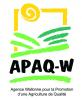 APAQ-W
Agence Wallonne pour la Promotion
d'une Agriculture de Qualité